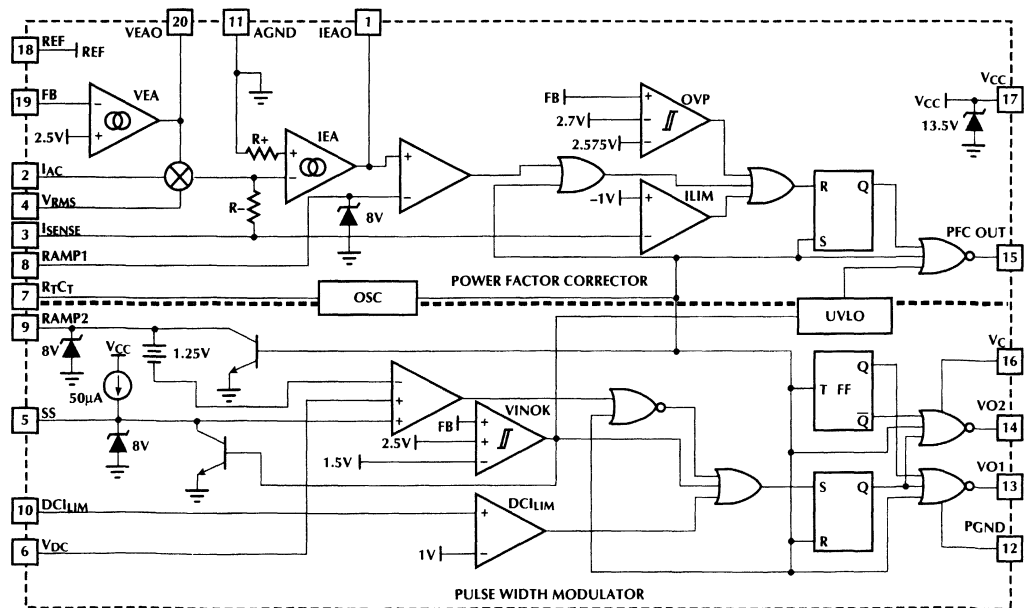 20 11 1
VEAO AGND IEAO
18 REF REF
19 FB VEA
2.5V
2 IAC
4 VRMS
3 ISENSE
8 RAMP1
7 RTCT
R+ IEA
R–
8V
FB OVP
2.7V
2.575V
–1V ILIM
R Q
S
VCC 17
VCC
13.5V
PFC OUT
15
OSC
POWER FACTOR CORRECTOR
UVLO
9 RAMP2
8V
VCC
1.25V
50µA
5 SS
8V
10 DCILIM
6 VDC
VINOK
FB
2.5V
1.5V
DCILIM
1V
Q
T FF
Q
S Q
R
VC
16
VO2
14
VO1
13
PGND
12
PULSE WIDTH MODULATOR